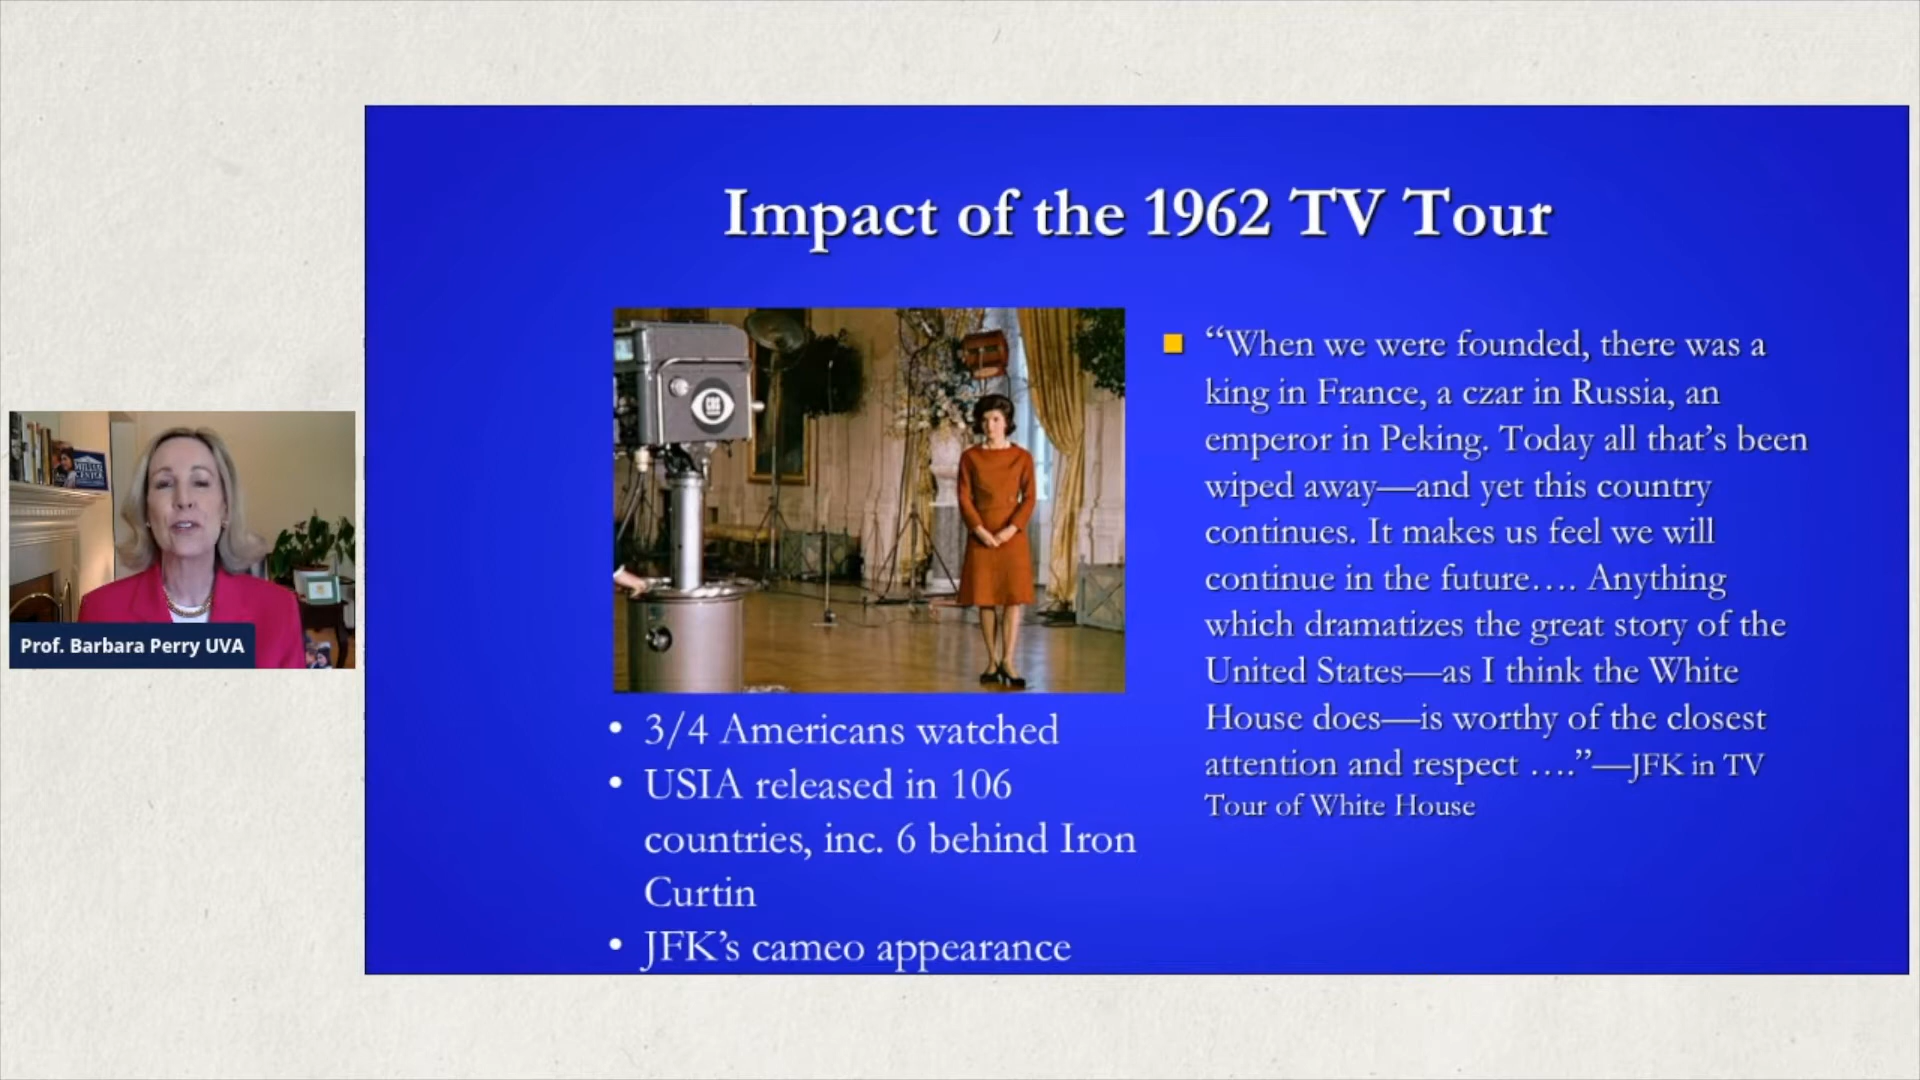 Impact of the 1962 TV Tour
CBS
• 3/4 Americans watched
• USIA released in 106
countries, inc. 6 behind Iron
Curtin
• JFK's cameo appearance
“When we were founded, there was a
king in France, a czar in Russia, an
emperor in Peking. Today all that's been
wiped away—and yet this country
continues. It makes us feel we will
continue in the future…. Anything
which dramatizes the great story of the
United States—as I think the White
House does—is worthy of the closest
attention and respect ….”—JFK in TV
Tour of White House
MILLER
CENTER
Prof. Barbara Perry UVA